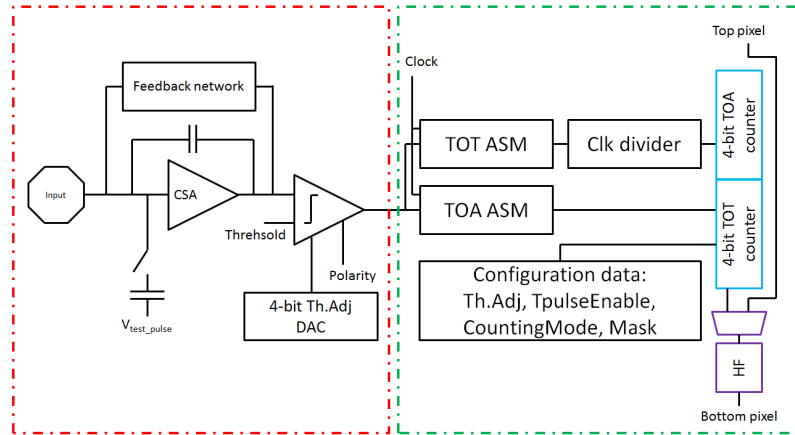 Top pixel
Clock
Feedback network
4-bit TOA
counter
TOT ASM
Clk divider
Input
CSA
TOA ASM
4-bit TOT
counter
Threhsold
Polarity
Configuration data:
Th.Adj, TpulseEnable,
CountingMode, Mask
4-bit Th.Adj
DAC
Vtest_pulse
HF
Bottom pixel